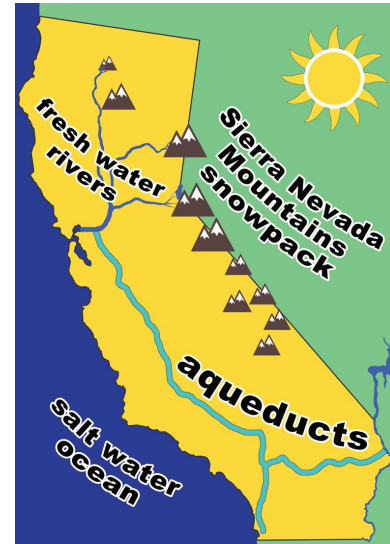 fresh water
rivers
Sierra Nevada
Mountains
snowpack
aqueducts
salt water
ocean